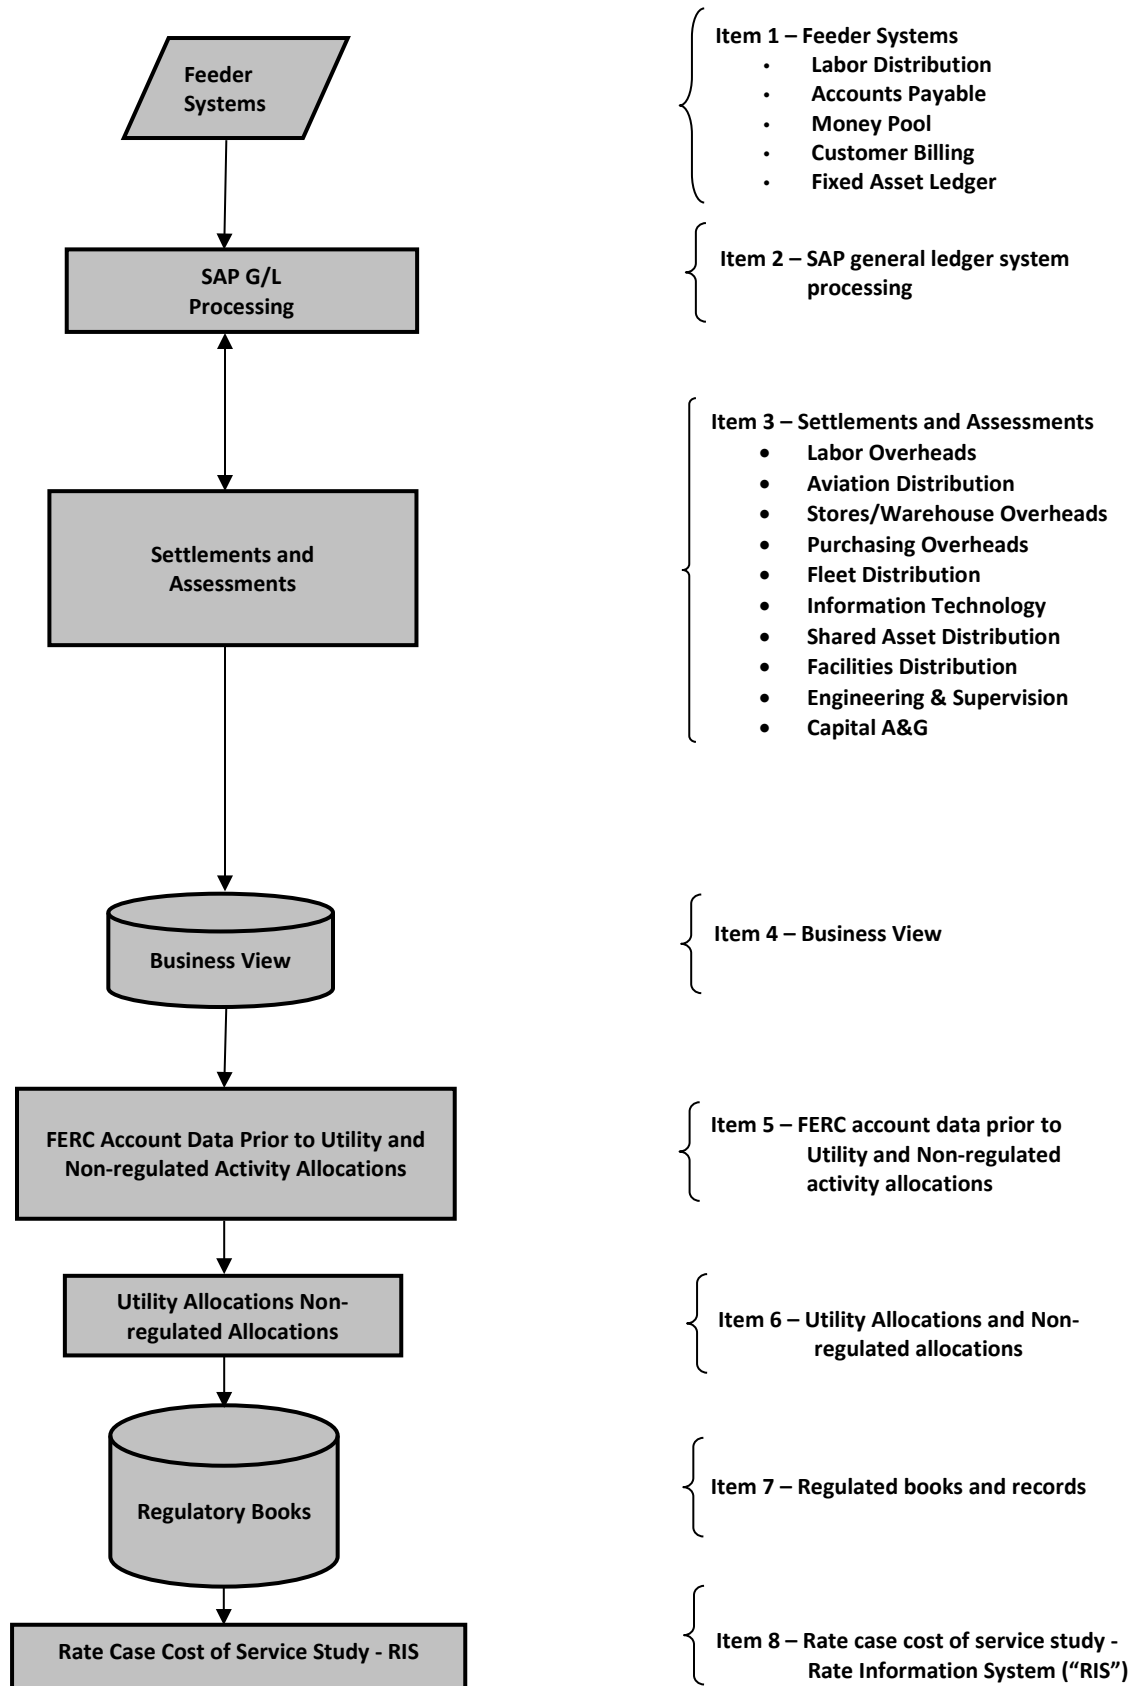 Feeder
Systems
Item 1 – Feeder Systems
• Labor Distribution
• Accounts Payable
• Money Pool
• Customer Billing
• Fixed Asset Ledger
SAP G/L
Processing
Item 2 – SAP general ledger system
processing
Settlements and
Assessments
Item 3 – Settlements and Assessments
• Labor Overheads
• Aviation Distribution
• Stores/Warehouse Overheads
• Purchasing Overheads
• Fleet Distribution
• Information Technology
• Shared Asset Distribution
• Facilities Distribution
• Engineering & Supervision
• Capital A&G
Business View
Item 4 – Business View
FERC Account Data Prior to Utility and
Non-regulated Activity Allocations
Item 5 – FERC account data prior to
Utility and Non-regulated
activity allocations
Utility Allocations Non-
regulated Allocations
Item 6 – Utility Allocations and Non-
regulated allocations
Regulatory Books
Item 7 – Regulated books and records
Rate Case Cost of Service Study - RIS
Item 8 – Rate case cost of service study -
Rate Information System (“RIS”)